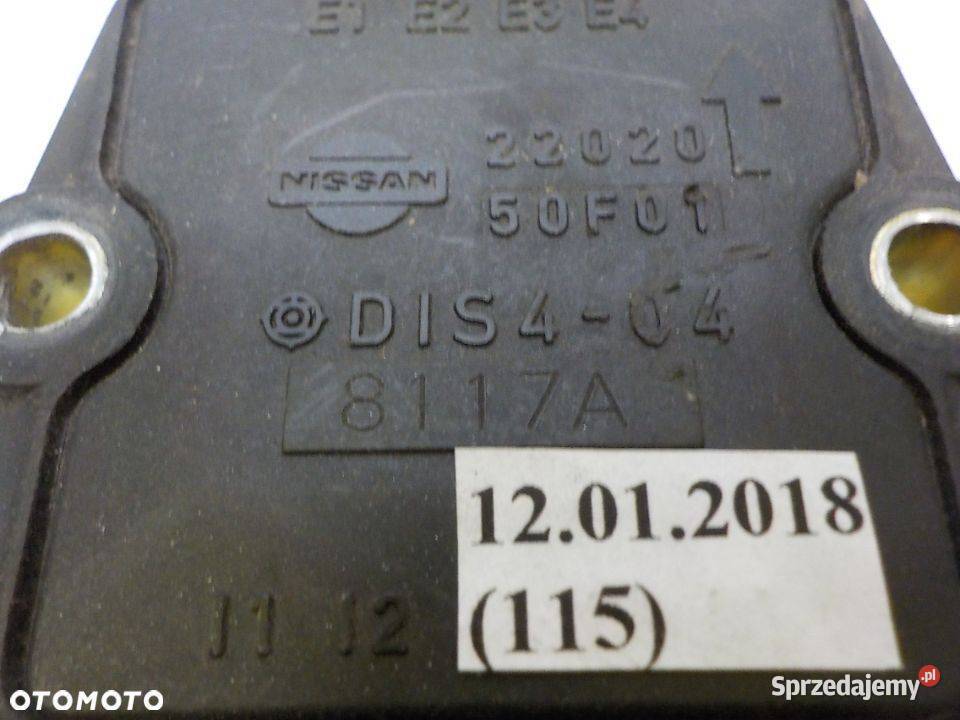 E1 E2 E3 E4
NISSAN
22020
50F01
DIS4-04
8117A
12.01.2018
(115)
J1 J2
OTOMOTO
Sprzedajemy.pl